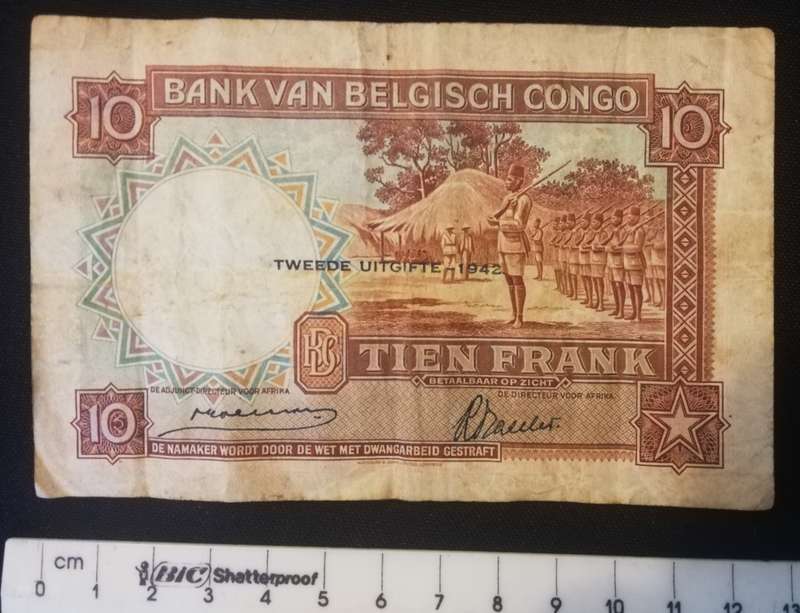 BANK VAN BELGISCH CONGO
10
10
TWEEDE UITGIFTE - 1942
TIEN FRANK
BETAALBAAR OP ZICHT
DE ADJUNCT-DIRECTEUR VOOR AFRIKA
DE DIRECTEUR VOOR AFRIKA
10
DE NAMAKER WORDT DOOR DE WET MET DWANGARBEID GESTRAFT
cm
BIC Shatterproof
0 1 2 3 4 5 6 7 8 9 10 11 12 13